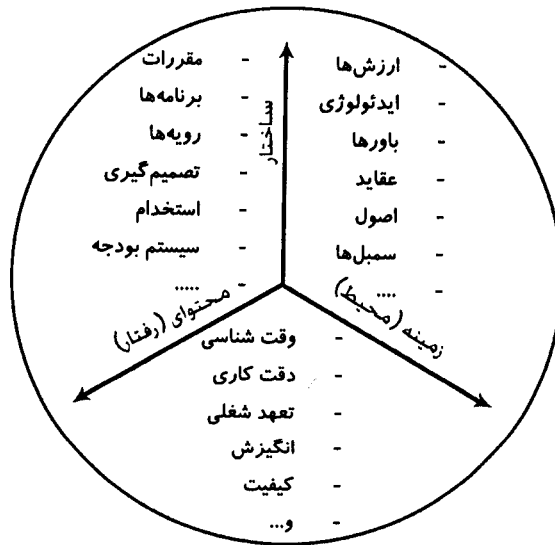 - ارزش‌ها
- ایدئولوژی
- باورها
- عقاید
- اصول
- سمبل‌ها
- ....
زمینه (محیط)
ساختار
- مقررات
- برنامه‌ها
- رویه‌ها
- تصمیم‌گیری
- استخدام
- سیستم بودجه
- .....
محتوای (رفتار)
- وقت شناسی
- دقت کاری
- تعهد شغلی
- انگیزش
- کیفیت
- و...